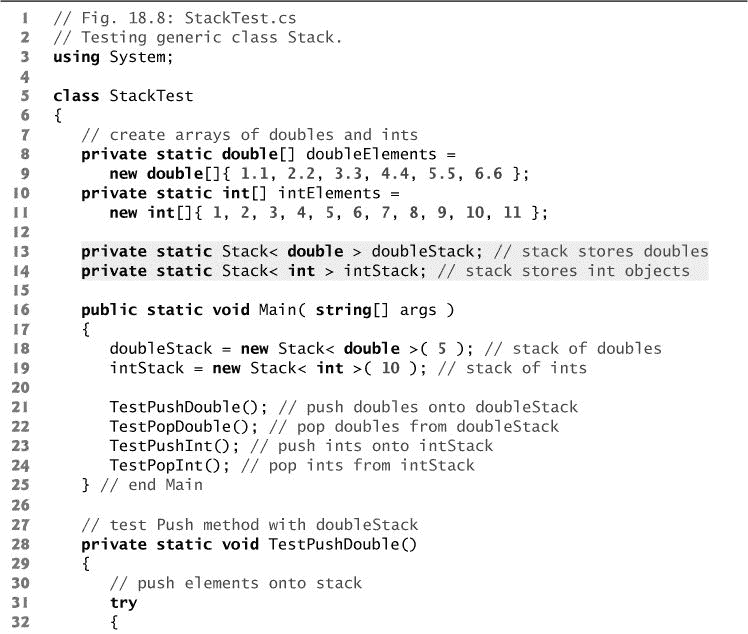 1 // Fig. 18.8: StackTest.cs
2 // Testing generic class Stack.
3 using System;
4
5 class StackTest
6 {
7 // create arrays of doubles and ints
8 private static double[] doubleElements =
9 new double[]{ 1.1, 2.2, 3.3, 4.4, 5.5, 6.6 };
10 private static int[] intElements =
11 new int[]{ 1, 2, 3, 4, 5, 6, 7, 8, 9, 10, 11 };
12
13 private static Stack< double > doubleStack; // stack stores doubles
14 private static Stack< int > intStack; // stack stores int objects
15
16 public static void Main( string[] args )
17 {
18 doubleStack = new Stack< double >( 5 ); // stack of doubles
19 intStack = new Stack< int >( 10 ); // stack of ints
20
21 TestPushDouble(); // push doubles onto doubleStack
22 TestPopDouble(); // pop doubles from doubleStack
23 TestPushInt(); // push ints onto intStack
24 TestPopInt(); // pop ints from intStack
25 } // end Main
26
27 // test Push method with doubleStack
28 private static void TestPushDouble()
29 {
30 // push elements onto stack
31 try
32 {